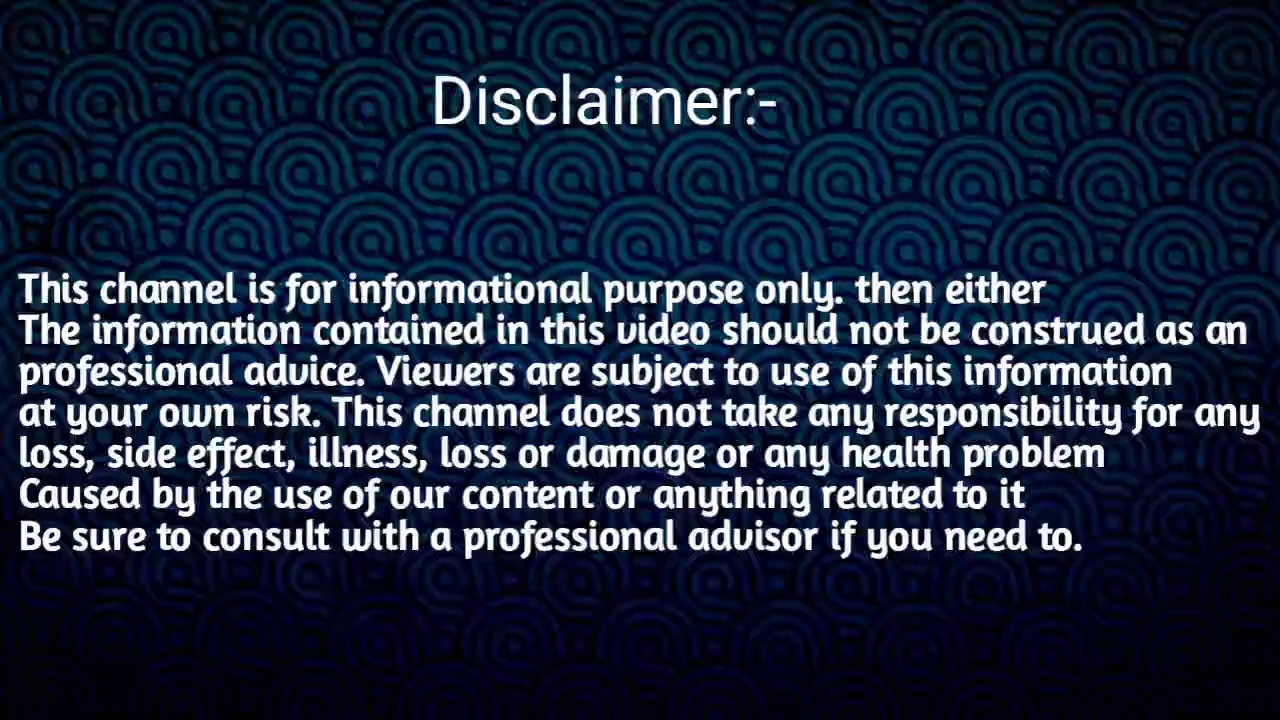 Disclaimer:-
This channel is for informational purpose only. then either
The information contained in this video should not be construed as an
professional advice. Viewers are subject to use of this information
at your own risk. This channel does not take any responsibility for any
loss, side effect, illness, loss or damage or any health problem
Caused by the use of our content or anything related to it
Be sure to consult with a professional advisor if you need to.